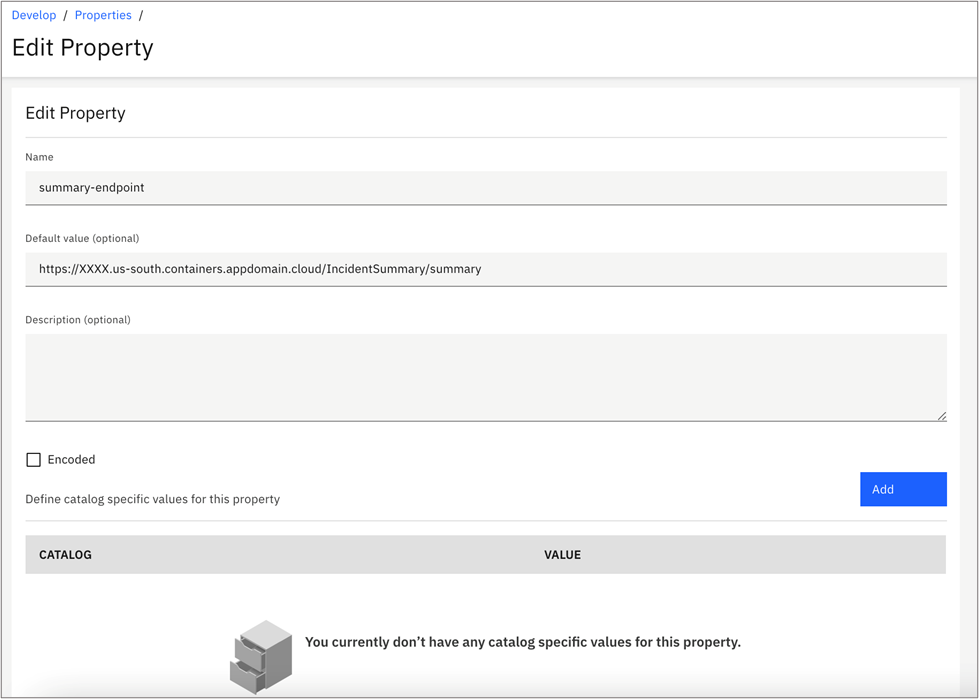 Develop / Properties /
Edit Property
Edit Property
Name
summary-endpoint
Default value (optional)
https://XXXX.us-south.containers.appdomain.cloud/IncidentSummary/summary
Description (optional)
Encoded
Add
Define catalog specific values for this property
CATALOG VALUE
You currently don’t have any catalog specific values for this property.